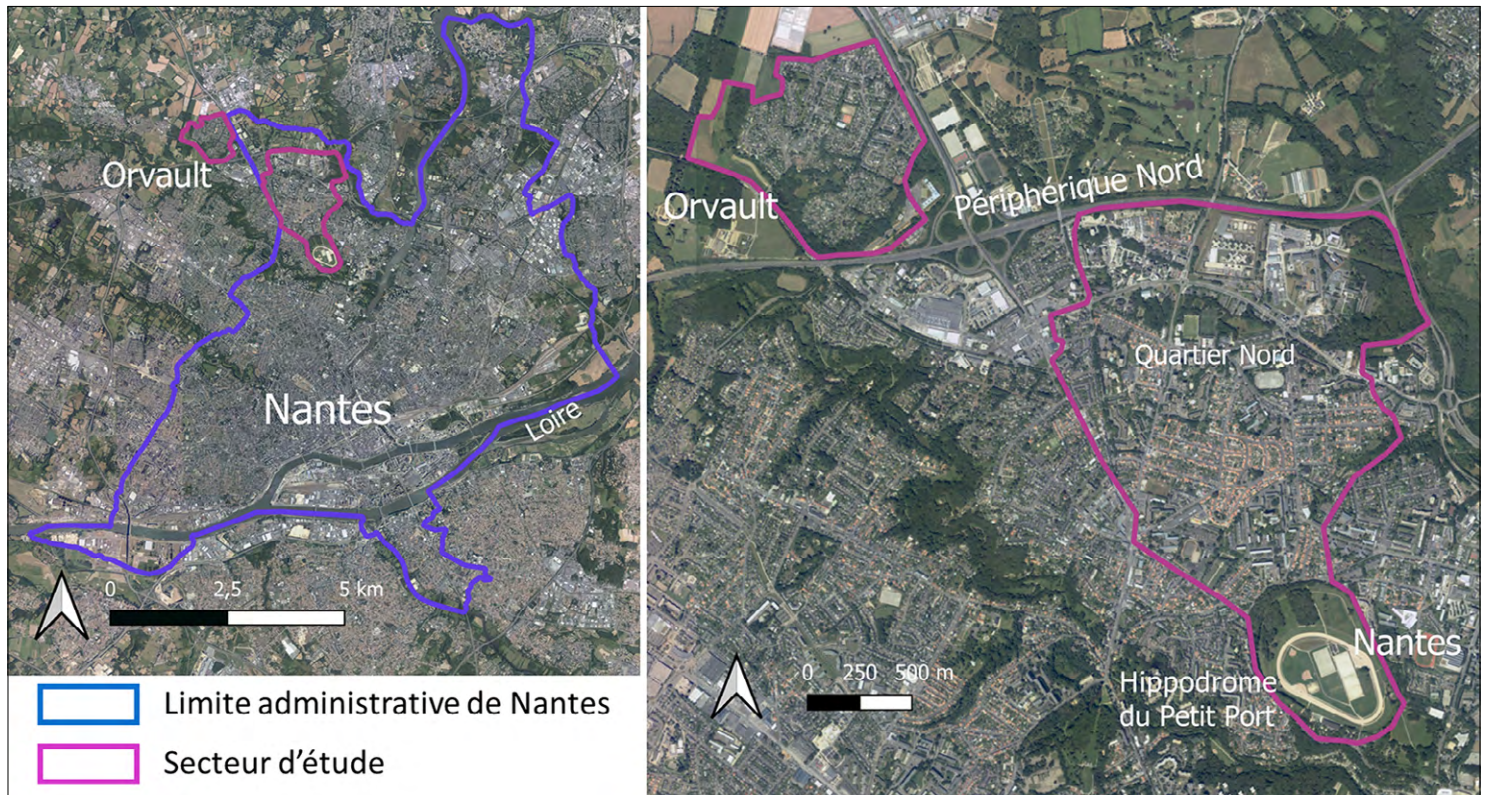 Orvault
Nantes
Loire
0 2,5 5 km
Limite administrative de Nantes
Secteur d'étude
Périphérique Nord
Orvault
Quartier Nord
Nantes
Hippodrome
du Petit Port
0 250 500 m